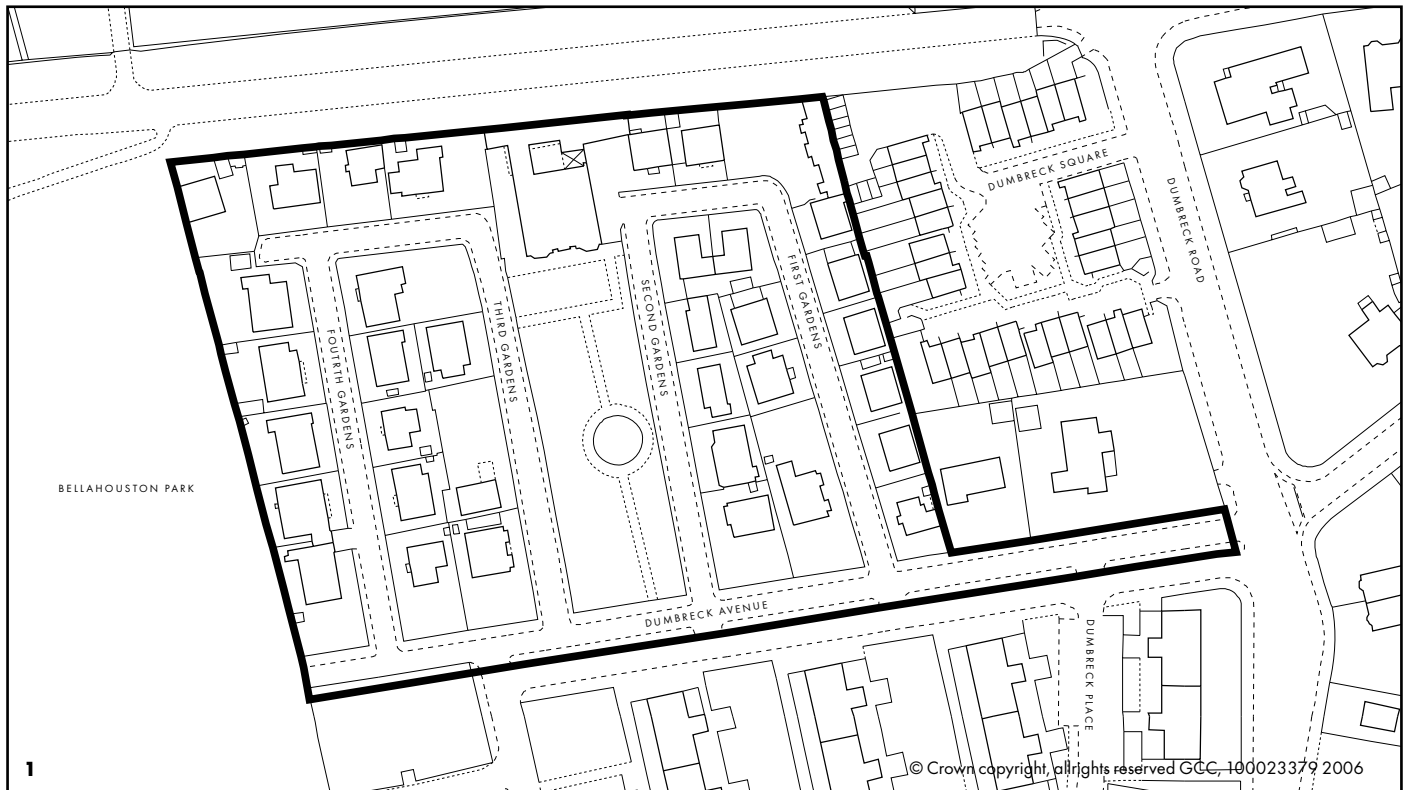 DUMBRECK SQUARE
DUMBRECK ROAD
FIRST GARDENS
SECOND GARDENS
THIRD GARDENS
FOUTRTH GARDENS
BELLAHOUSTON PARK
DUMBRECK AVENUE
DUMBRECK PLACE
1
© Crown copyright, all rights reserved GCC, 100023379 2006